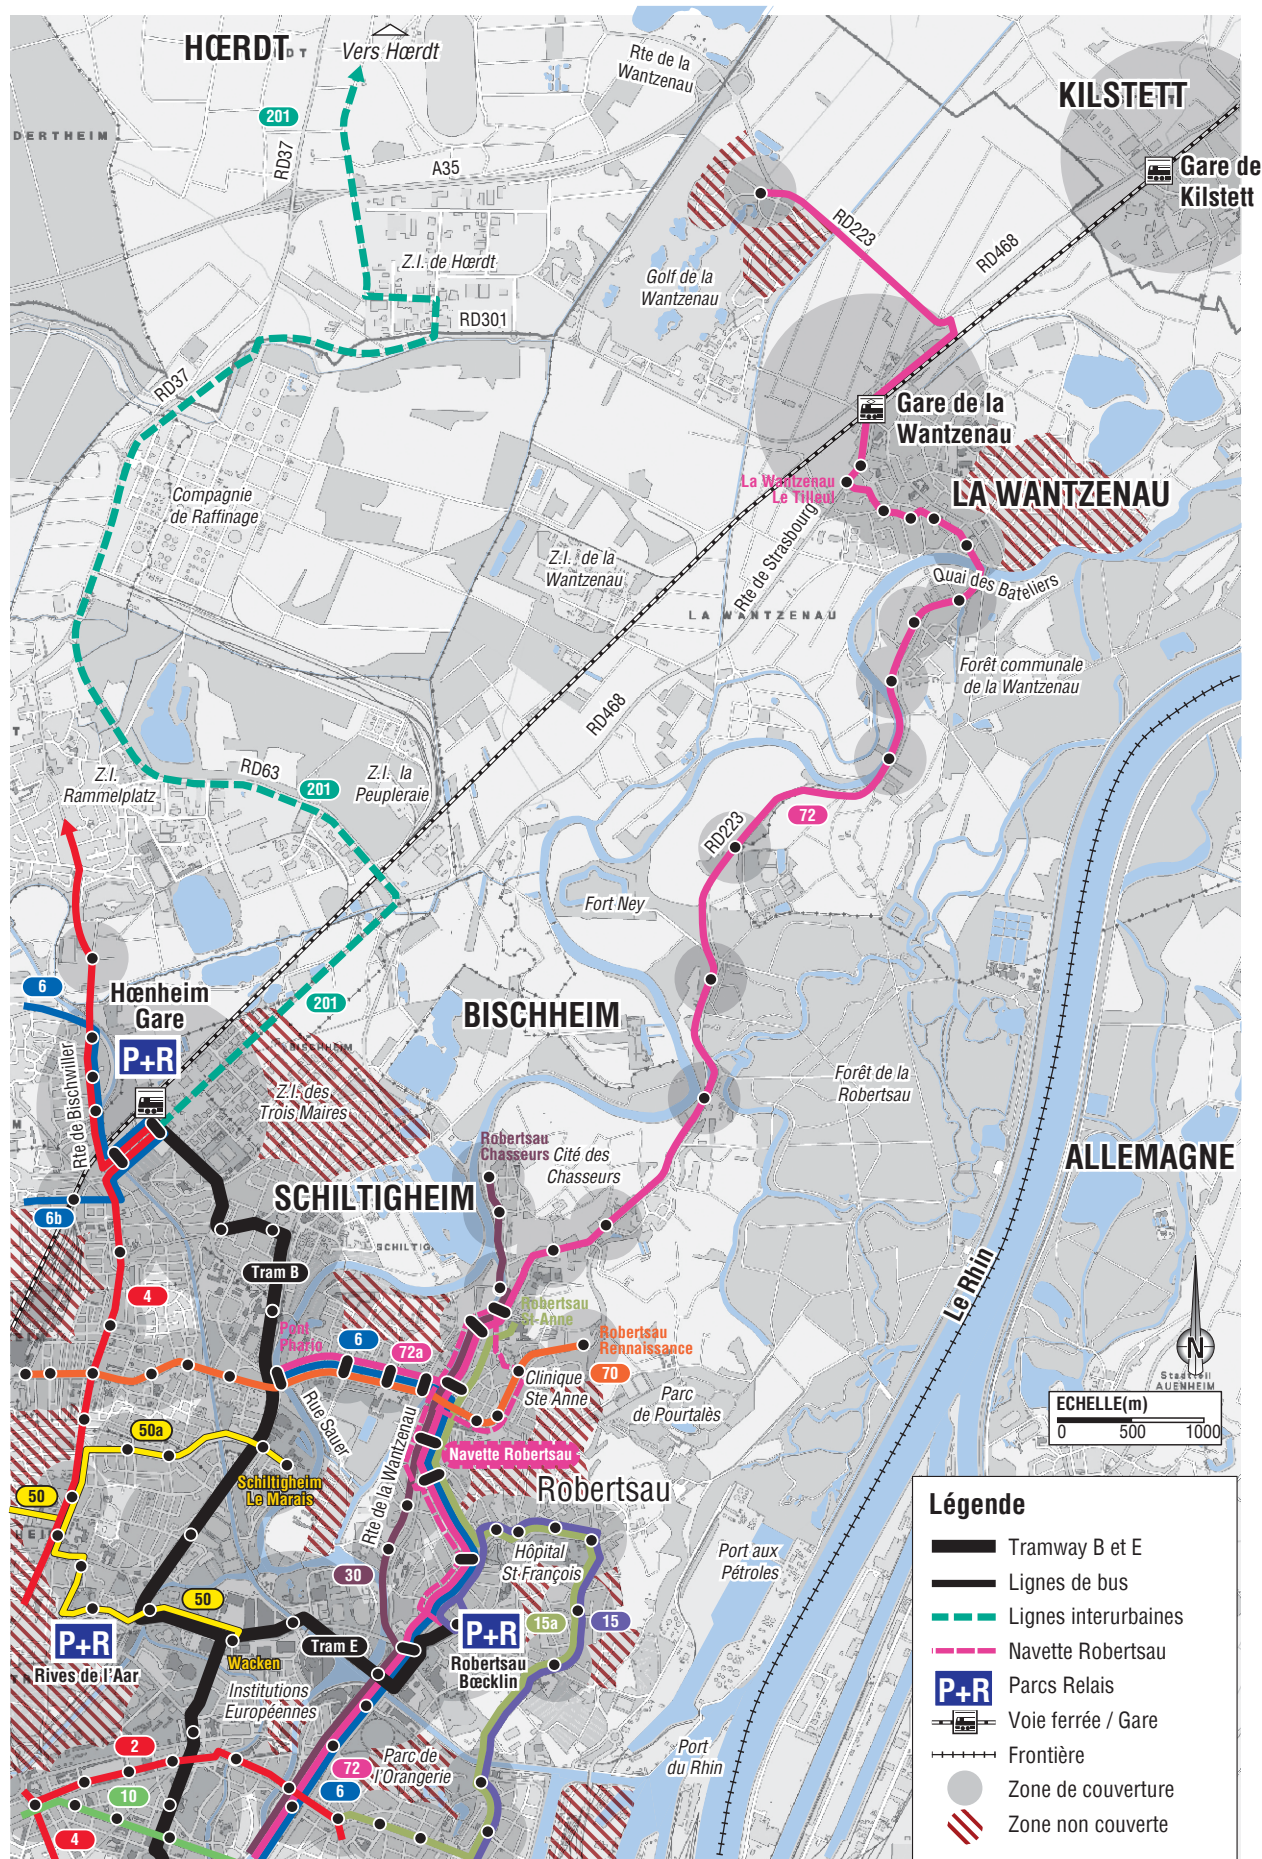 HŒRDT
DT
Vers Hœrdt
Rte de la
Wantzenau
KILSTETT
201
DERTHEIM
RD37
A35
Gare de
Kilstett
RD223
RD468
Z.I. de Hœrdt
Golf de la
Wantzenau
RD301
RD37
Gare de la
Wantzenau
La Wantzenau
Le Tilleul
LA WANTZENAU
Compagnie
de Raffinage
Rte de Strasbourg
Z.I. de la
Wantzenau
Quai des Bateliers
LA WANTZENAU
Forêt communale
de la Wantzenau
RD468
RD63
Z.I.
Rammelplatz
201
Z.I. la
Peupleraie
72
RD223
Fort Ney
6
Hœnheim
Gare
201
BISCHHEIM
P+R
BISCHHEIM
Rte de Bischwiller
Z.I. des
Trois Maires
Forêt de la
Robertsau
Robertsau
Chasseurs
Cité des
Chasseurs
ALLEMAGNE
SCHILTIGHEIM
6b
SCHILTIG.
Tram B
Le Rhin
4
Pont
Phario
6
72a
Robertsau
St-Anne
Robertsau
Rennaissance
70
Clinique
Ste Anne
Parc
de Pourtalès
N
Stadtteil
AUENHEIM
ECHELLE(m)
0 500 1000
Rue Sauer
Rte de la Wantzenau
50a
Navette Robertsau
Schiltigheim
Le Marais
50
Robertsau
HEI
Hôpital
St François
Port aux
Pétroles
30
50
15a
15
P+R
Rives de l'Aar
Tram E
P+R
Robertsau
Bœcklin
Wacken
Institutions
Européennes
2
72
Parc de
l'Orangerie
6
Port
du Rhin
10
4
Légende
Tramway B et E
Lignes de bus
Lignes interurbaines
Navette Robertsau
P+R Parcs Relais
Voie ferrée / Gare
Frontière
Zone de couverture
Zone non couverte